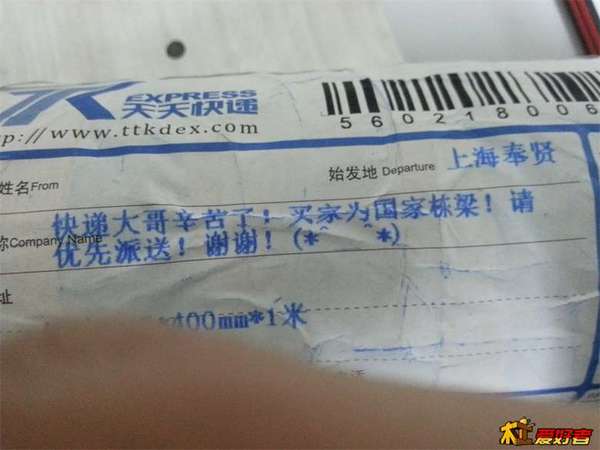 EXPRESS
天天快递
ttp://www.ttkdex.com
560218006
姓名From
始发地 Departure 上海奉贤
称Company Name
快递大哥辛苦了！买家为国家栋梁！请
优先派送！谢谢！(*^ ^*)
址
400mm*1米
爱好者